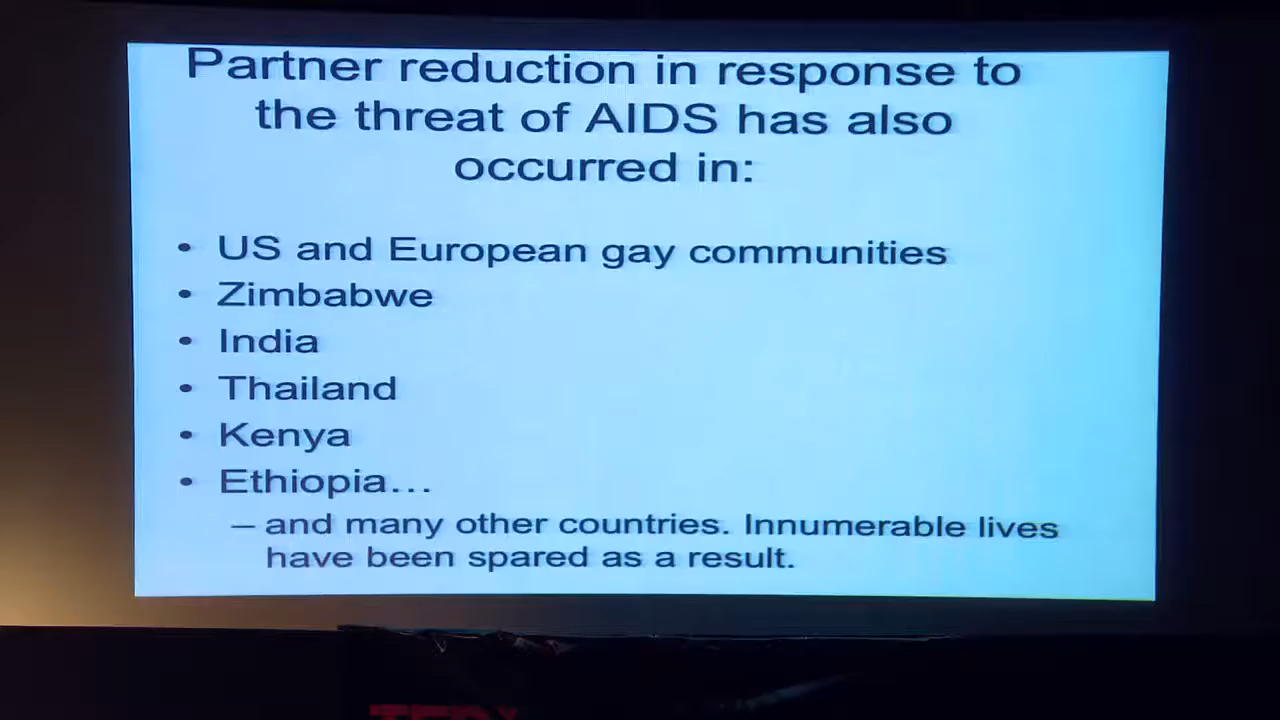 Partner reduction in response to
the threat of AIDS has also
occurred in:
• US and European gay communities
• Zimbabwe
• India
• Thailand
• Kenya
• Ethiopia…
– and many other countries. Innumerable lives
have been spared as a result.
TEDx